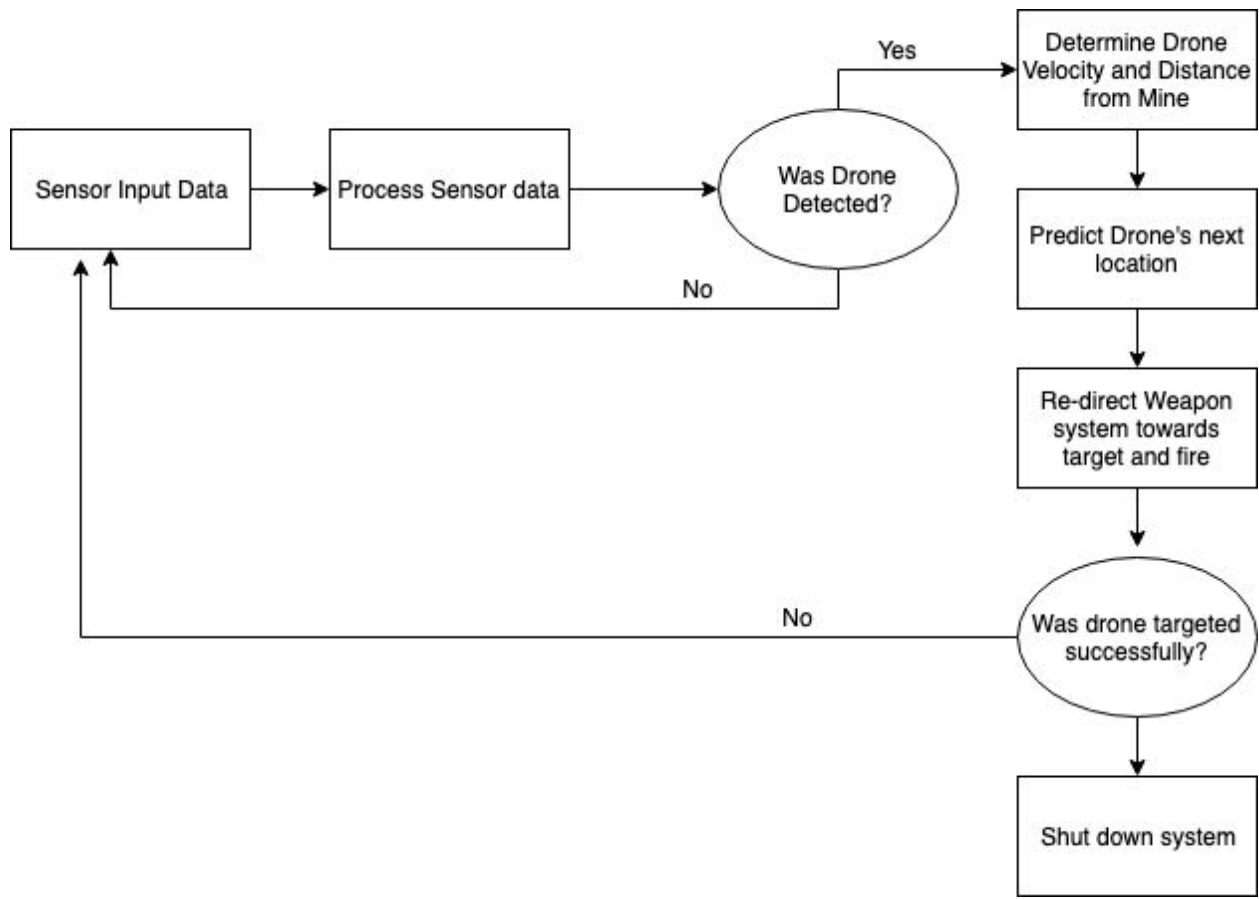 Yes
Determine Drone
Velocity and Distance
from Mine
Sensor Input Data
Process Sensor data
Was Drone
Detected?
No
Predict Drone's next
location
Re-direct Weapon
system towards
target and fire
No
Was drone targeted
successfully?
Shut down system